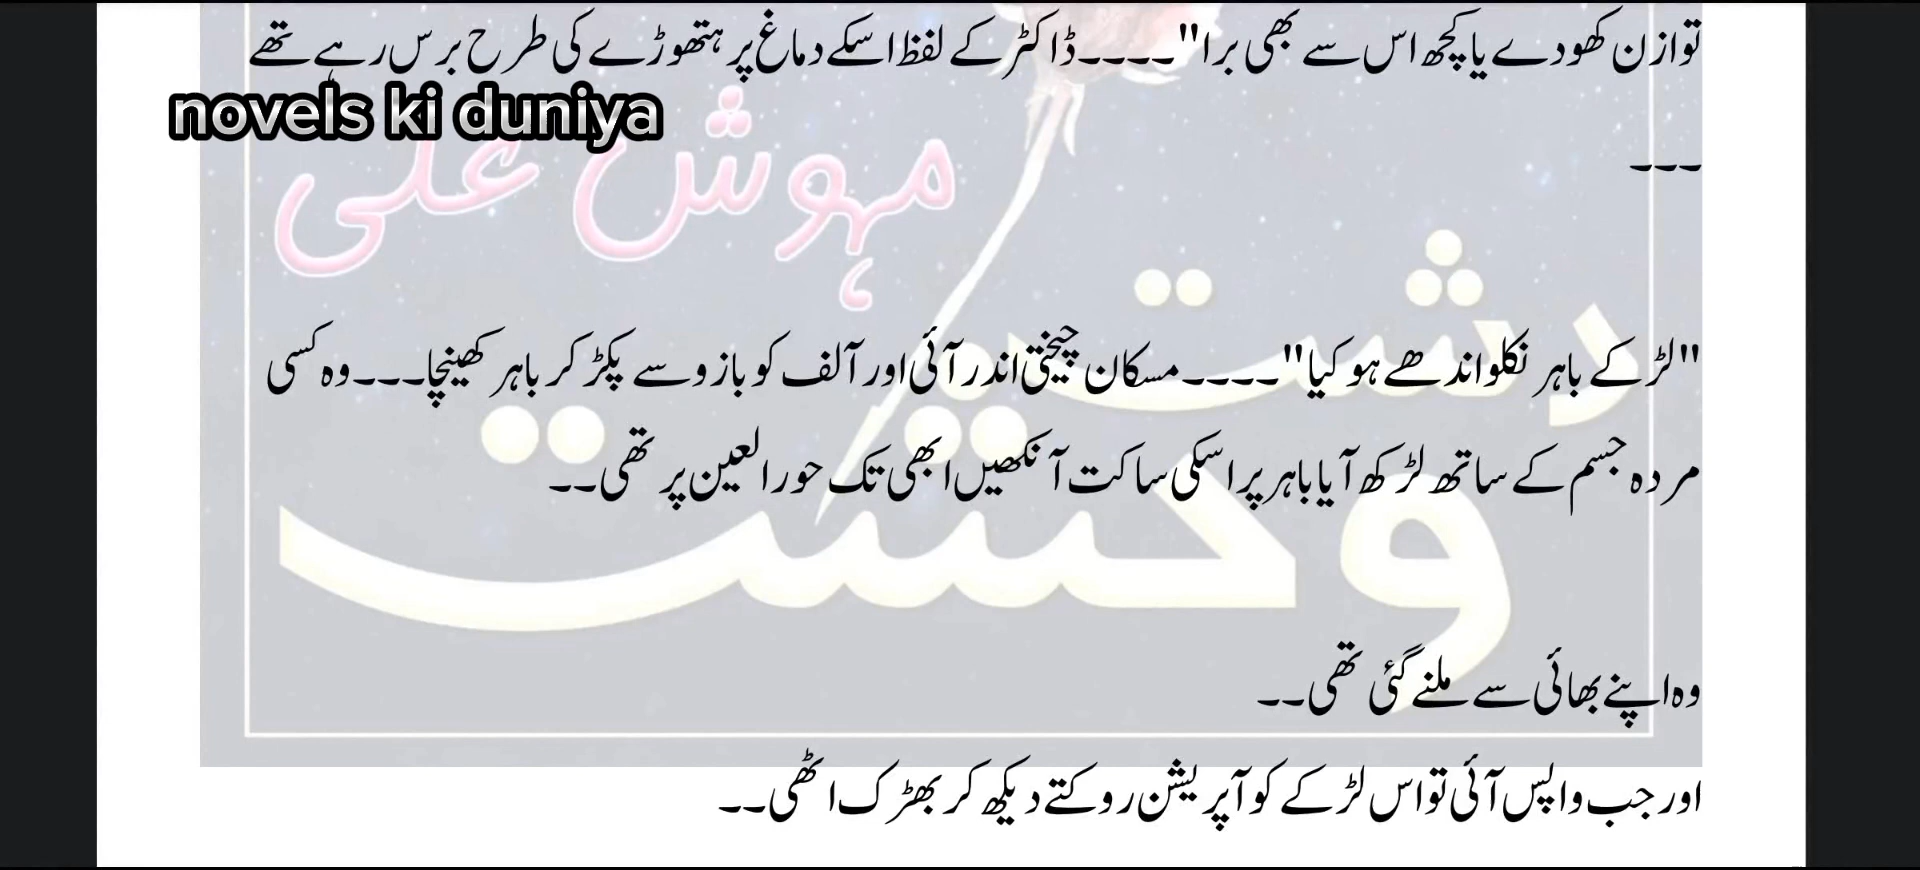 توازن کھودے یا کچھ اس سے بھی برا"۔۔۔۔ڈاکٹر کے لفظ اسکے دماغ پر ہتھوڑے کی طرح برس رہے تھے
novels ki duniya
۔۔۔
مہوش علی
دشت
"لڑکے باہر نکلو اندھے ہو کیا"۔۔۔۔مسکان چیختی اندر آئی اور آلف کو بازو سے پکڑ کر باہر کھینچا۔۔۔وہ کسی
مردہ جسم کے ساتھ لڑکھ آیا باہر پر اسکی ساکت آنکھیں ابھی تک حورالعین پر تھی۔۔
وہ اپنے بھائی سے ملنے گئی تھی۔۔
اور جب واپس آئی تو اس لڑکے کو آپریشن روکتے دیکھ کر بھڑک اٹھی۔۔